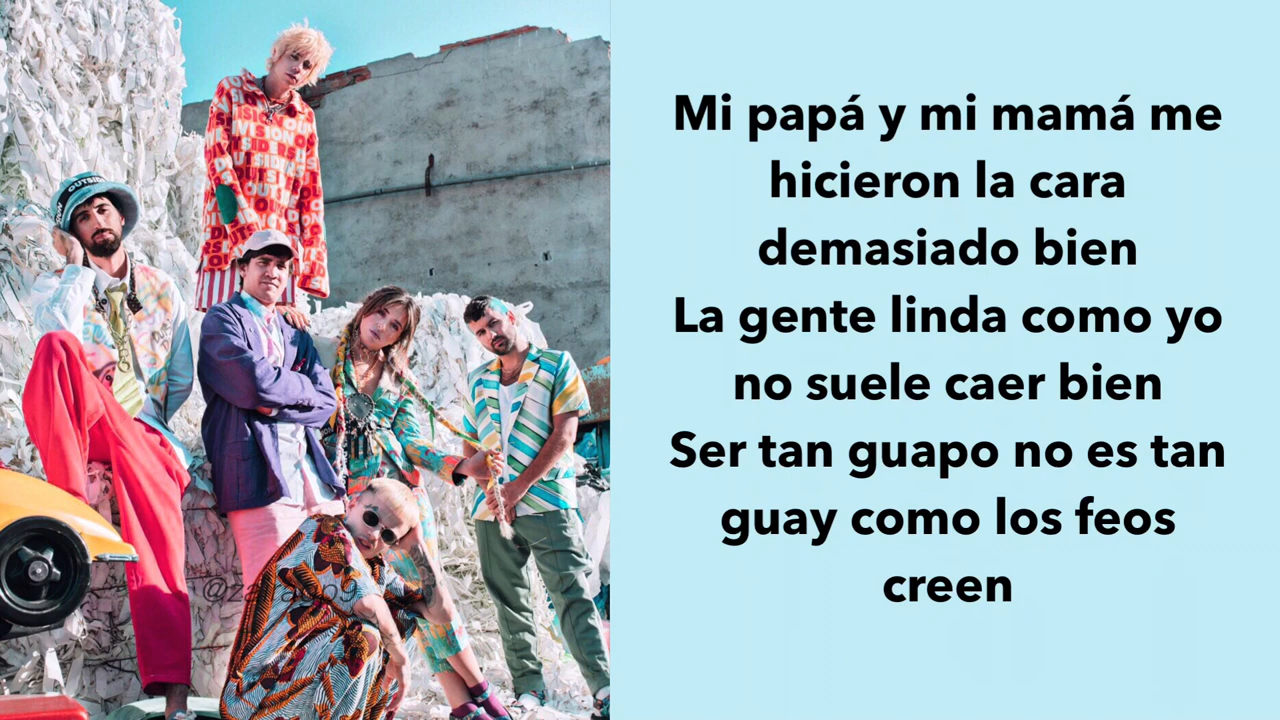 OUTSIDE
Mi papá y mi mamá me
hicieron la cara
demasiado bien
La gente linda como yo
no suele caer bien
Ser tan guapo no es tan
guay como los feos
creen